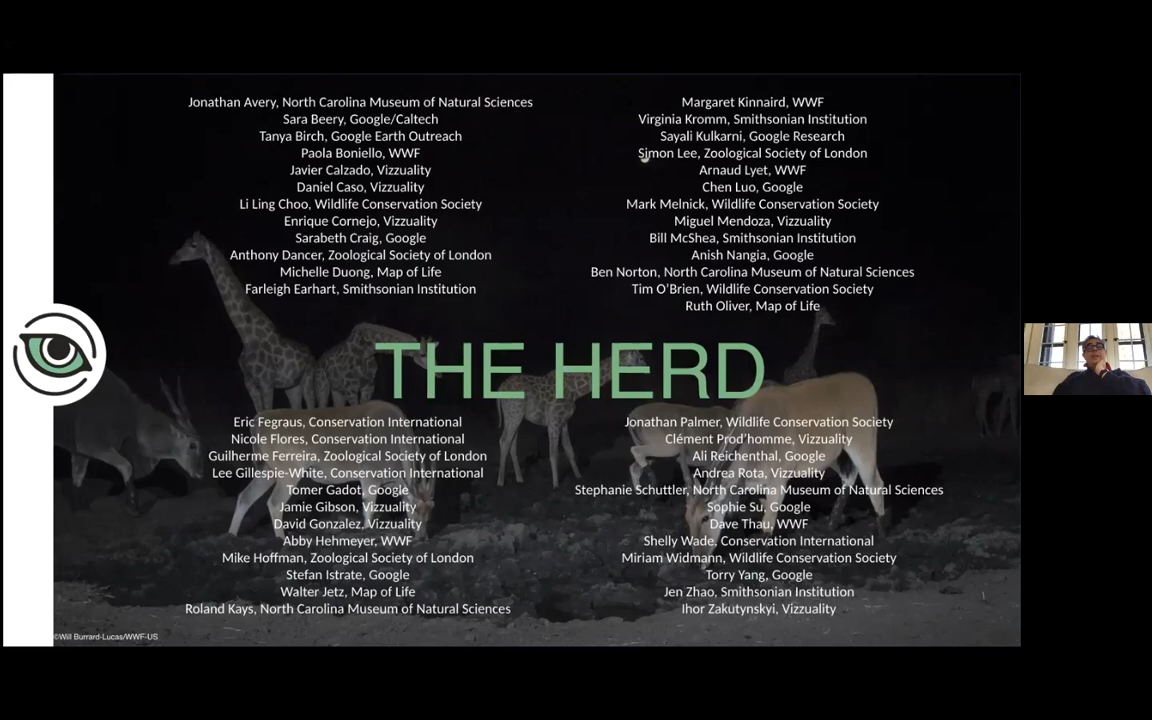 Jonathan Avery, North Carolina Museum of Natural Sciences
Sara Beery, Google/Caltech
Tanya Birch, Google Earth Outreach
Paola Boniello, WWF
Javier Calzado, Vizzuality
Daniel Caso, Vizzuality
Li Ling Choo, Wildlife Conservation Society
Enrique Cornejo, Vizzuality
Sarabeth Craig, Google
Anthony Dancer, Zoological Society of London
Michelle Duong, Map of Life
Farleigh Earhart, Smithsonian Institution
Margaret Kinnaird, WWF
Virginia Kromm, Smithsonian Institution
Sayali Kulkarni, Google Research
Simon Lee, Zoological Society of London
Arnaud Lyet, WWF
Chen Luo, Google
Mark Melnick, Wildlife Conservation Society
Miguel Mendoza, Vizzuality
Bill McShea, Smithsonian Institution
Anish Nangia, Google
Ben Norton, North Carolina Museum of Natural Sciences
Tim O'Brien, Wildlife Conservation Society
Ruth Oliver, Map of Life
THE HERD
Eric Fegraus, Conservation International
Nicole Flores, Conservation International
Guilherme Ferreira, Zoological Society of London
Lee Gillespie-White, Conservation International
Tomer Gadot, Google
Jamie Gibson, Vizzuality
David Gonzalez, Vizzuality
Abby Hehmeyer, WWF
Mike Hoffman, Zoological Society of London
Stefan Istrate, Google
Walter Jetz, Map of Life
Roland Kays, North Carolina Museum of Natural Sciences
Jonathan Palmer, Wildlife Conservation Society
Clément Prod'homme, Vizzuality
Ali Reichenthal, Google
Andrea Rota, Vizzuality
Stephanie Schuttler, North Carolina Museum of Natural Sciences
Sophie Su, Google
Dave Thau, WWF
Shelly Wade, Conservation International
Miriam Widmann, Wildlife Conservation Society
Torry Yang, Google
Jen Zhao, Smithsonian Institution
Ihor Zakutynskyi, Vizzuality
©Will Burrard-Lucas/WWF-US